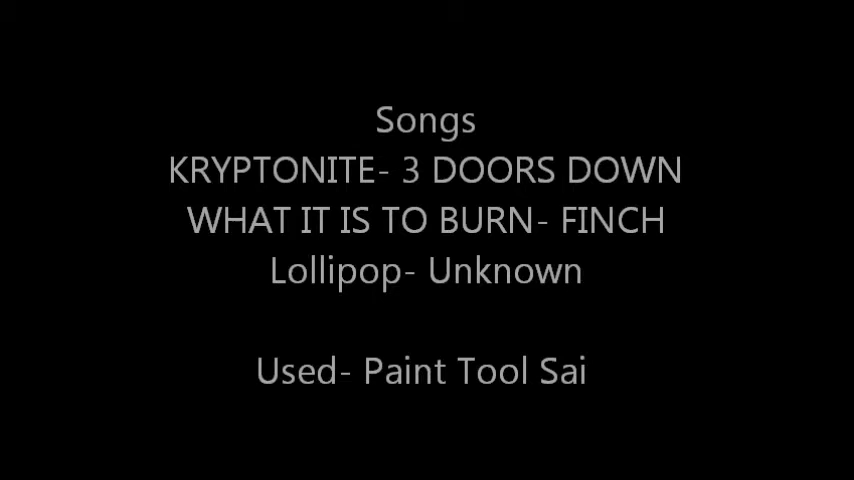 Songs
KRYPTONITE- 3 DOORS DOWN
WHAT IT IS TO BURN- FINCH
Lollipop- Unknown
Used- Paint Tool Sai